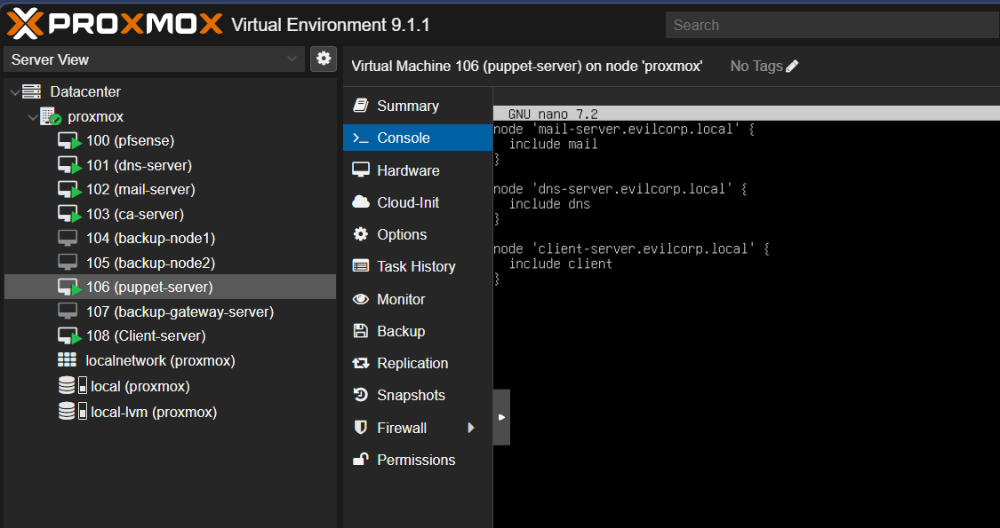 PROXMOX Virtual Environment 9.1.1
Search
Server View
Datacenter
proxmox
100 (pfsense)
101 (dns-server)
102 (mail-server)
103 (ca-server)
104 (backup-node1)
105 (backup-node2)
106 (puppet-server)
107 (backup-gateway-server)
108 (Client-server)
localnetwork (proxmox)
local (proxmox)
local-lvm (proxmox)
Virtual Machine 106 (puppet-server) on node 'proxmox'
No Tags
Summary
Console
Hardware
Cloud-Init
Options
Task History
Monitor
Backup
Replication
Snapshots
Firewall
Permissions
GNU nano 7.2
node 'mail-server.evilcorp.local' {
  include mail
}
node 'dns-server.evilcorp.local' {
  include dns
}
node 'client-server.evilcorp.local' {
  include client
}